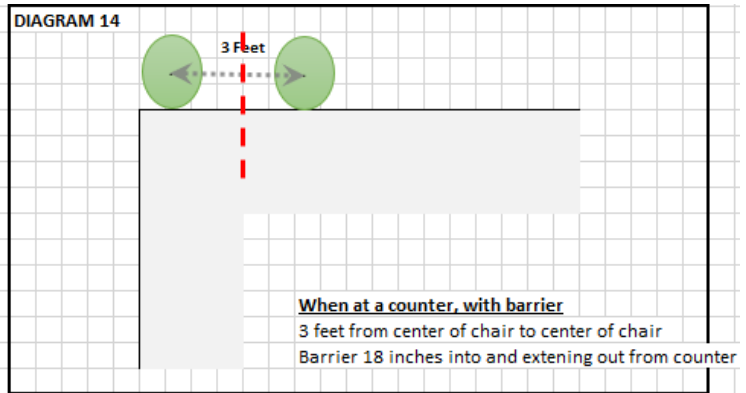 DIAGRAM 14
3 Feet
When at a counter, with barrier
3 feet from center of chair to center of chair
Barrier 18 inches into and extening out from counter